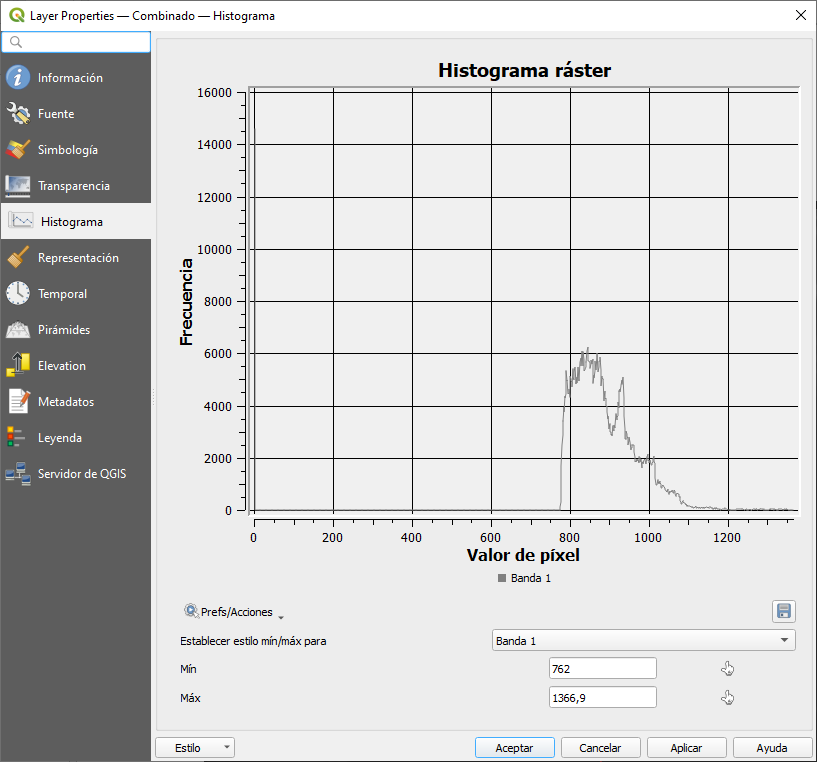 Layer Properties — Combinado — Histograma
Información
Fuente
Simbología
Transparencia
Histograma
Representación
Temporal
Pirámides
Elevation
Metadatos
Leyenda
Servidor de QGIS
Histograma ráster
16000
14000
12000
10000
8000
6000
4000
2000
0
Frecuencia
0 200 400 600 800 1000 1200
Valor de píxel
Banda 1
Prefs/Acciones
Establecer estilo mín/máx para Banda 1
Mín 762
Máx 1366,9
Estilo Aceptar Cancelar Aplicar Ayuda